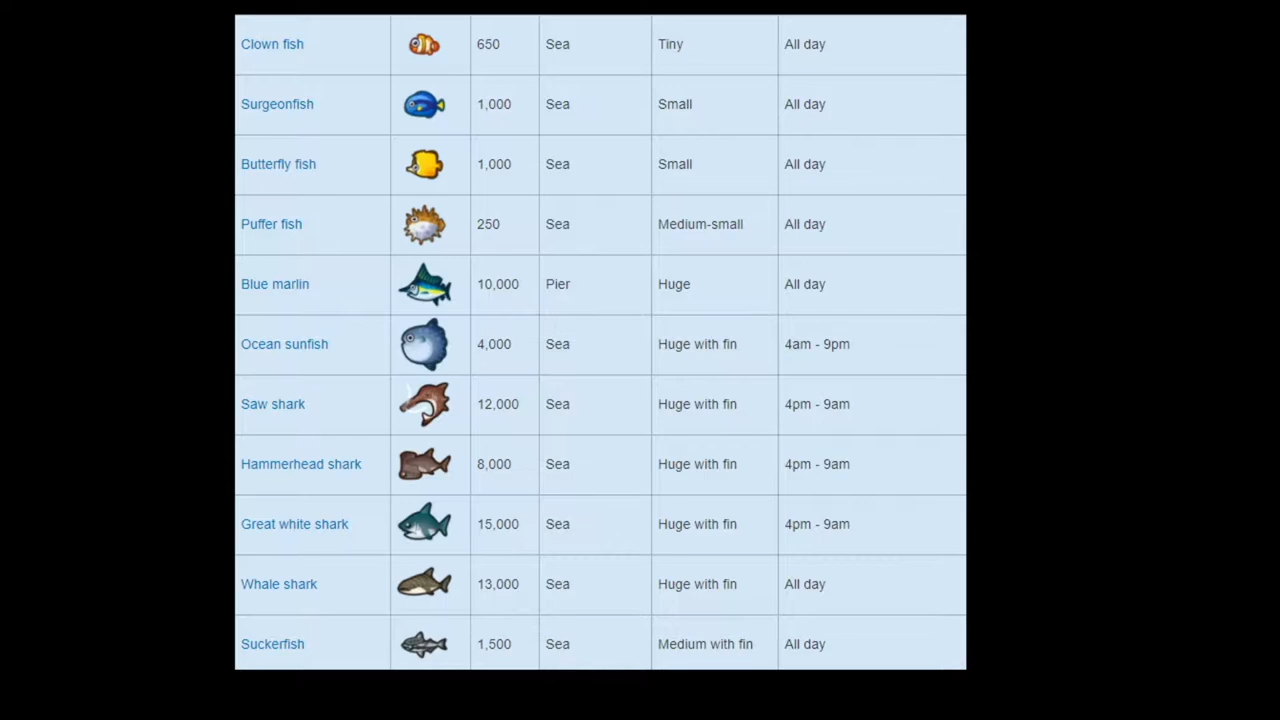 Clown fish 650 Sea Tiny All day
Surgeonfish 1,000 Sea Small All day
Butterfly fish 1,000 Sea Small All day
Puffer fish 250 Sea Medium-small All day
Blue marlin 10,000 Pier Huge All day
Ocean sunfish 4,000 Sea Huge with fin 4am - 9pm
Saw shark 12,000 Sea Huge with fin 4pm - 9am
Hammerhead shark 8,000 Sea Huge with fin 4pm - 9am
Great white shark 15,000 Sea Huge with fin 4pm - 9am
Whale shark 13,000 Sea Huge with fin All day
Suckerfish 1,500 Sea Medium with fin All day